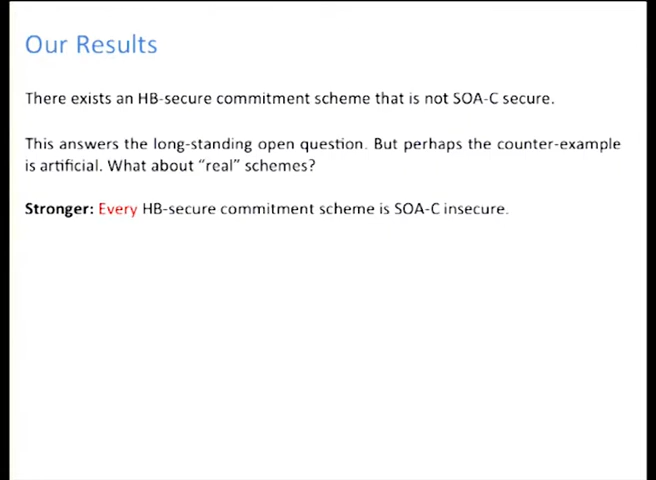 Our Results
There exists an HB-secure commitment scheme that is not SOA-C secure.
This answers the long-standing open question. But perhaps the counter-example
is artificial. What about “real” schemes?
Stronger: Every HB-secure commitment scheme is SOA-C insecure.